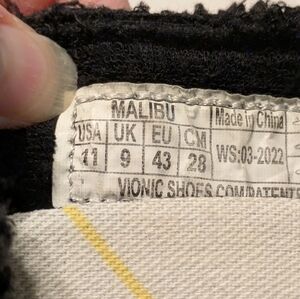 MALIBU Made in China
USA UK EU CM
11 9 43 28 WS:03-2022
VIONIC SHOES.COM/PATENTS